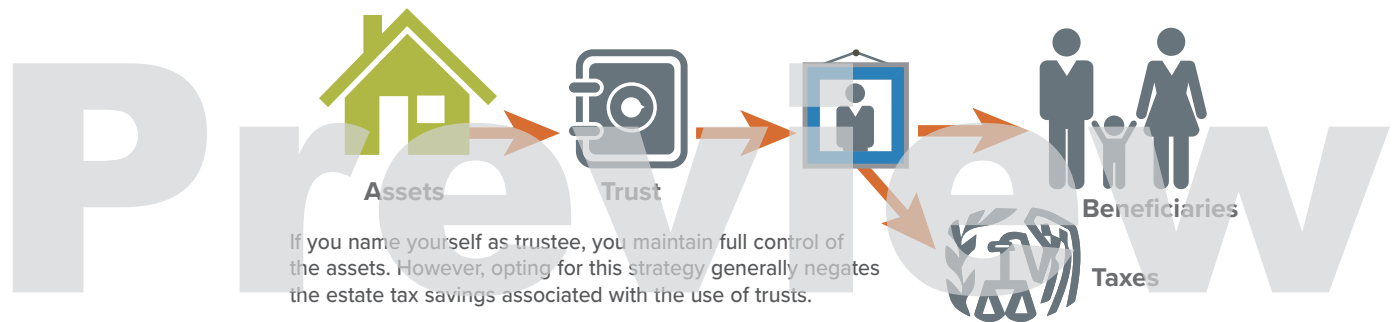 Preview
Assets
Trust
Beneficiaries
Taxes
If you name yourself as trustee, you maintain full control of
the assets. However, opting for this strategy generally negates
the estate tax savings associated with the use of trusts.